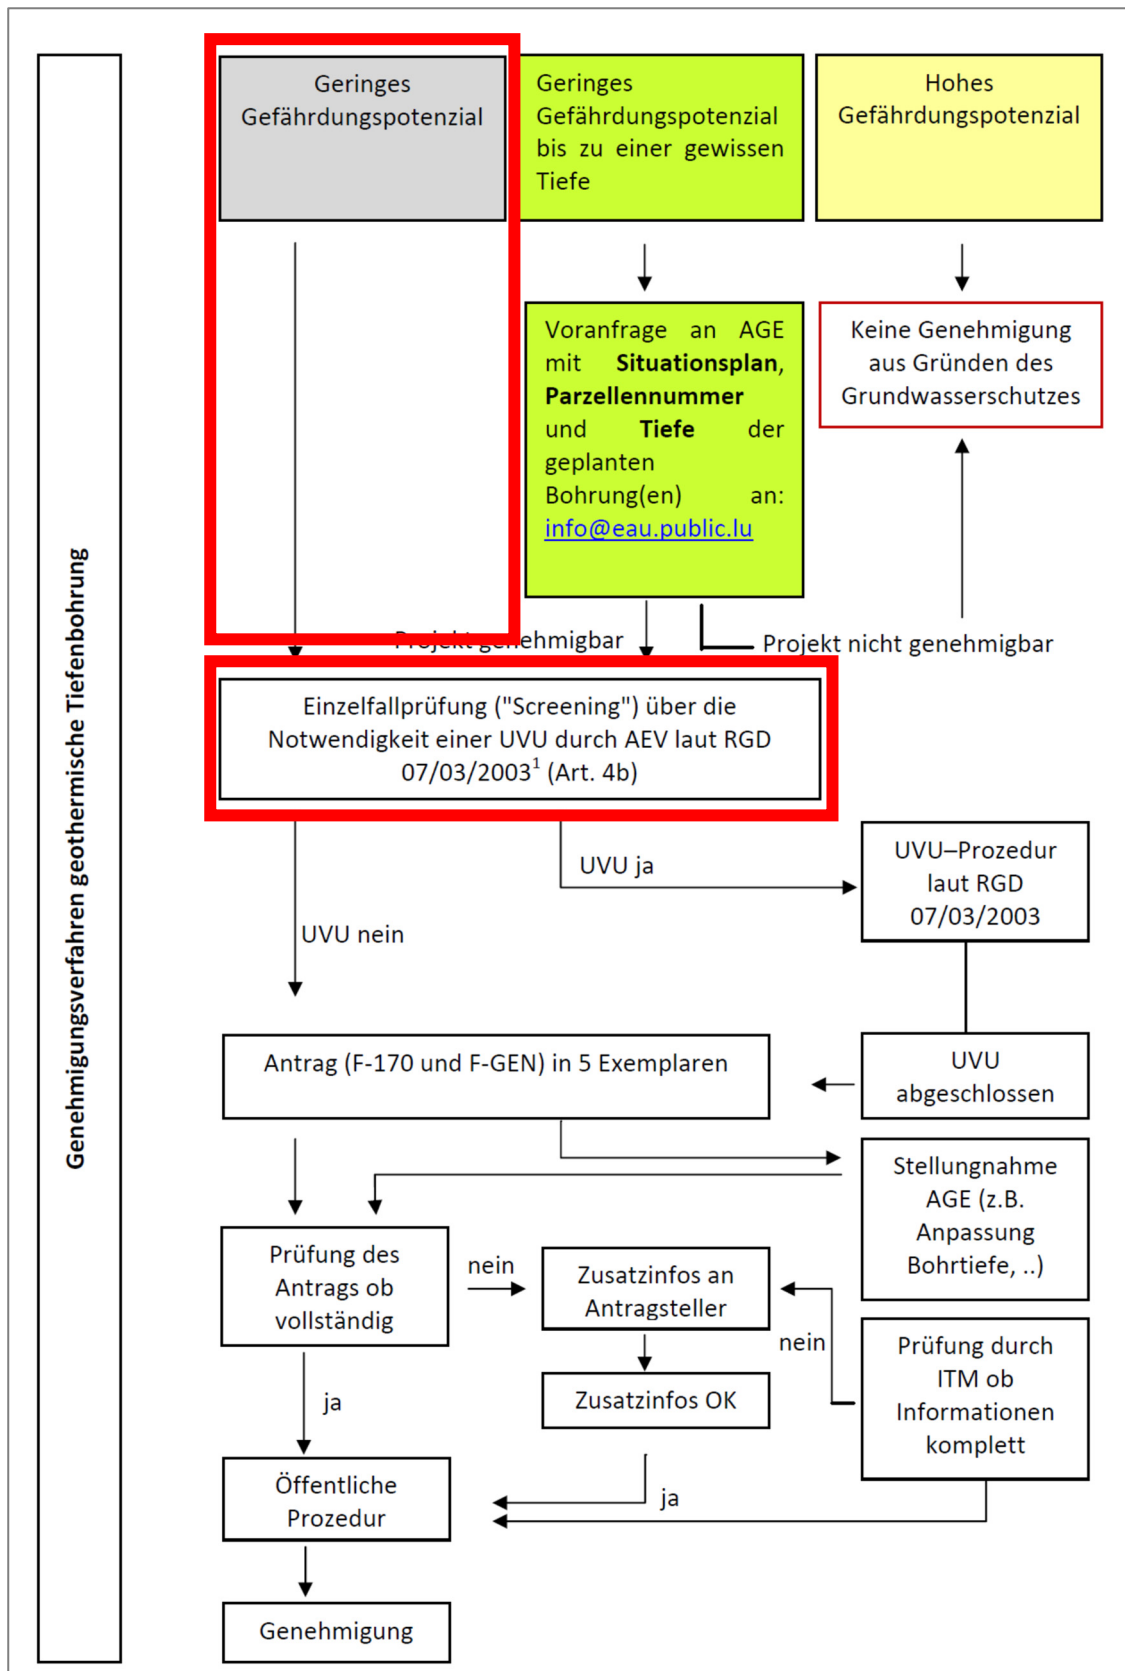 Genehmigungsverfahren geothermische Tiefenbohrung
Geringes
Gefährdungspotenzial
Geringes
Gefährdungspotenzial
bis zu einer gewissen
Tiefe
Hohes
Gefährdungspotenzial
Voranfrage an AGE
mit Situationsplan,
Parzellennummer
und Tiefe der
geplanten
Bohrung(en) an:
info@eau.public.lu
Keine Genehmigung
aus Gründen des
Grundwasserschutzes
Projekt genehmigbar
Projekt nicht genehmigbar
Einzelfallprüfung ("Screening") über die
Notwendigkeit einer UVU durch AEV laut RGD
07/03/2003¹ (Art. 4b)
UVU ja
UVU–Prozedur
laut RGD
07/03/2003
UVU nein
Antrag (F-170 und F-GEN) in 5 Exemplaren
UVU
abgeschlossen
Stellungnahme
AGE (z.B.
Anpassung
Bohrtiefe, ..)
Prüfung des
Antrags ob
vollständig
nein
Zusatzinfos an
Antragsteller
nein
Prüfung durch
ITM ob
Informationen
komplett
ja
Zusatzinfos OK
Öffentliche
Prozedur
ja
Genehmigung